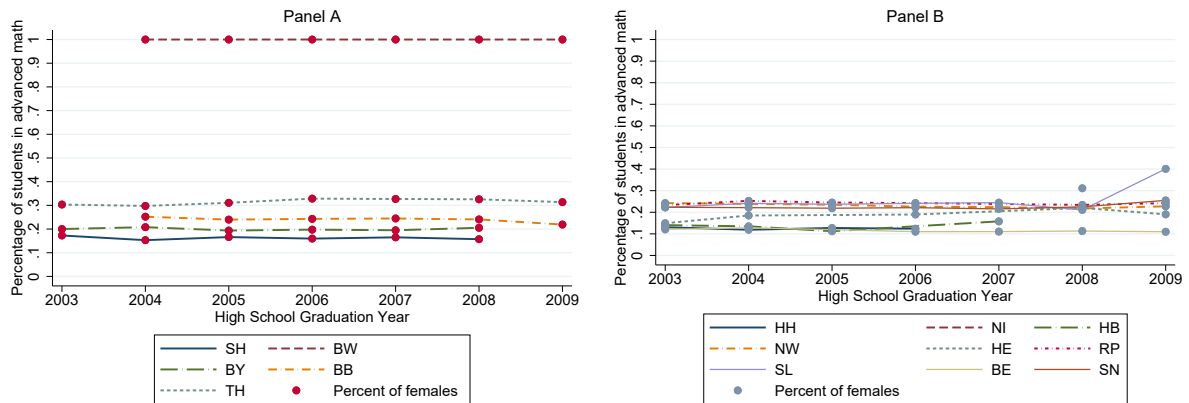 Panel A
Percentage of students in advanced math
1
.9
.8
.7
.6
.5
.4
.3
.2
.1
0
2003 2004 2005 2006 2007 2008 2009
High School Graduation Year
SH BW
BY BB
TH Percent of females
Panel B
Percentage of students in advanced math
1
.9
.8
.7
.6
.5
.4
.3
.2
.1
0
2003 2004 2005 2006 2007 2008 2009
High School Graduation Year
HH NI HB
NW HE RP
SL BE SN
Percent of females